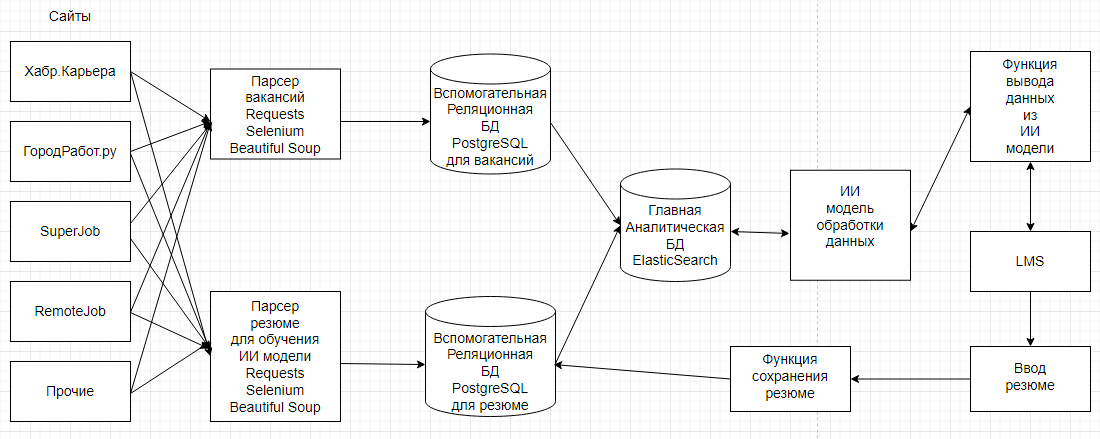 Сайты
Хабр.Карьера
ГородРабот.ру
SuperJob
RemoteJob
Прочие
Парсер
вакансий
Requests
Selenium
Beautiful Soup
Парсер
резюме
для обучения
ИИ модели
Requests
Selenium
Beautiful Soup
Вспомогательная
Реляционная
БД
PostgreSQL
для вакансий
Вспомогательная
Реляционная
БД
PostgreSQL
для резюме
Главная
Аналитическая
БД
ElasticSearch
ИИ
модель
обработки
данных
Функция
вывода
данных
из
ИИ
модели
LMS
Ввод
резюме
Функция
сохранения
резюме